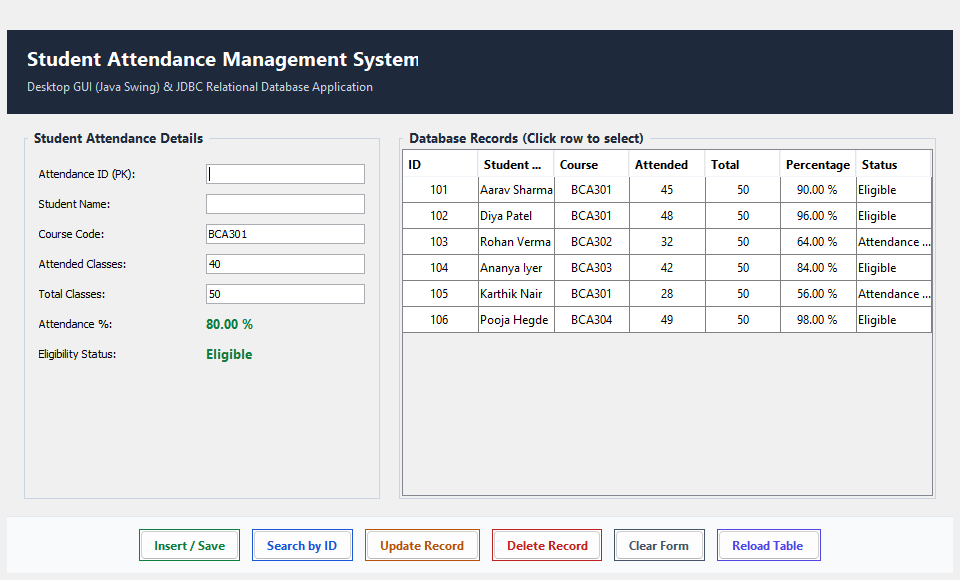 Student Attendance Management System
Desktop GUI (Java Swing) & JDBC Relational Database Application
Student Attendance Details
Attendance ID (PK):
Student Name:
Course Code: BCA301
Attended Classes: 40
Total Classes: 50
Attendance %: 80.00 %
Eligibility Status: Eligible
Database Records (Click row to select)
ID Student ... Course Attended Total Percentage Status
101 Aarav Sharma BCA301 45 50 90.00 % Eligible
102 Diya Patel BCA301 48 50 96.00 % Eligible
103 Rohan Verma BCA302 32 50 64.00 % Attendance ...
104 Ananya Iyer BCA303 42 50 84.00 % Eligible
105 Karthik Nair BCA301 28 50 56.00 % Attendance ...
106 Pooja Hegde BCA304 49 50 98.00 % Eligible
Insert / Save Search by ID Update Record Delete Record Clear Form Reload Table